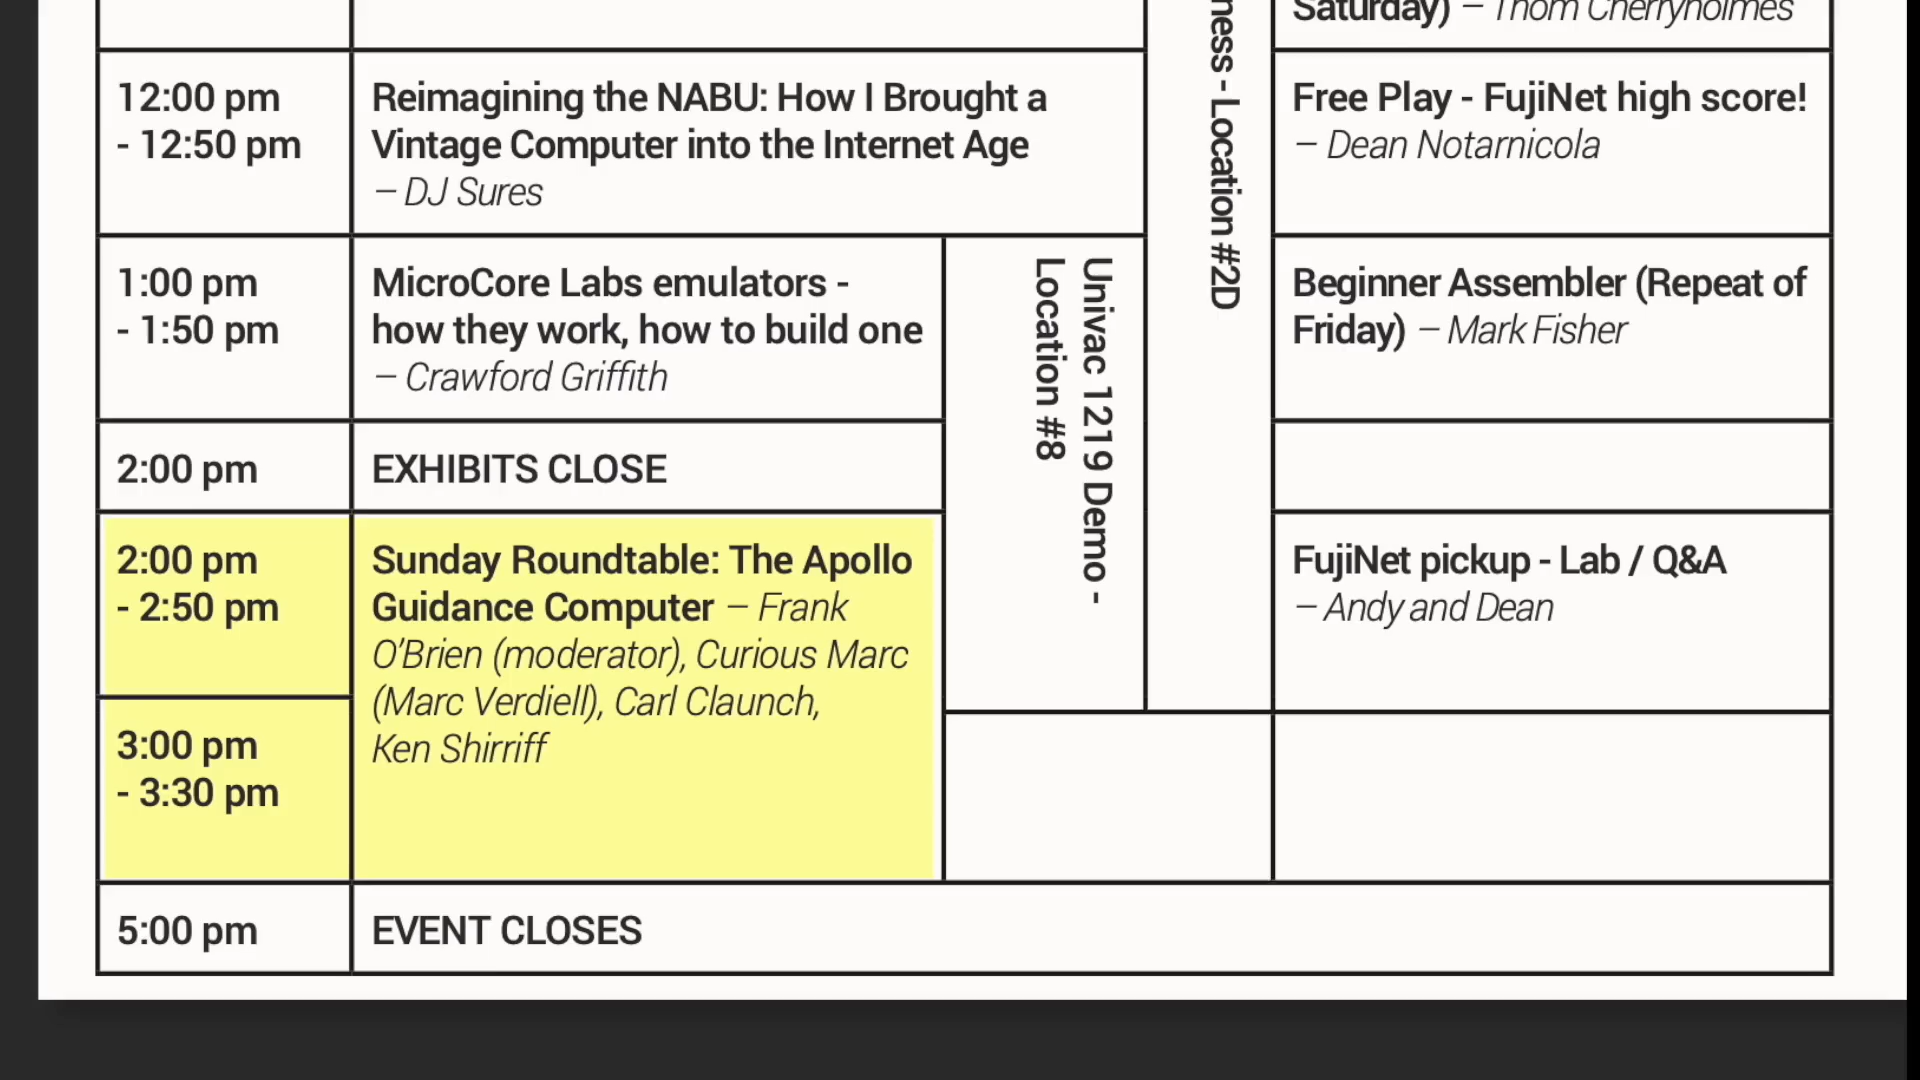 Saturday) – Thom Cherryholmes
12:00 pm
- 12:50 pm
Reimagining the NABU: How I Brought a
Vintage Computer into the Internet Age
– DJ Sures
ness - Location #2D
Free Play - FujiNet high score!
– Dean Notarnicola
1:00 pm
- 1:50 pm
MicroCore Labs emulators -
how they work, how to build one
– Crawford Griffith
Univac 1219 Demo -
Location #8
Beginner Assembler (Repeat of
Friday) – Mark Fisher
2:00 pm
EXHIBITS CLOSE
2:00 pm
- 2:50 pm
Sunday Roundtable: The Apollo
Guidance Computer – Frank
O’Brien (moderator), Curious Marc
(Marc Verdiell), Carl Claunch,
Ken Shirriff
FujiNet pickup - Lab / Q&A
– Andy and Dean
3:00 pm
- 3:30 pm
5:00 pm
EVENT CLOSES